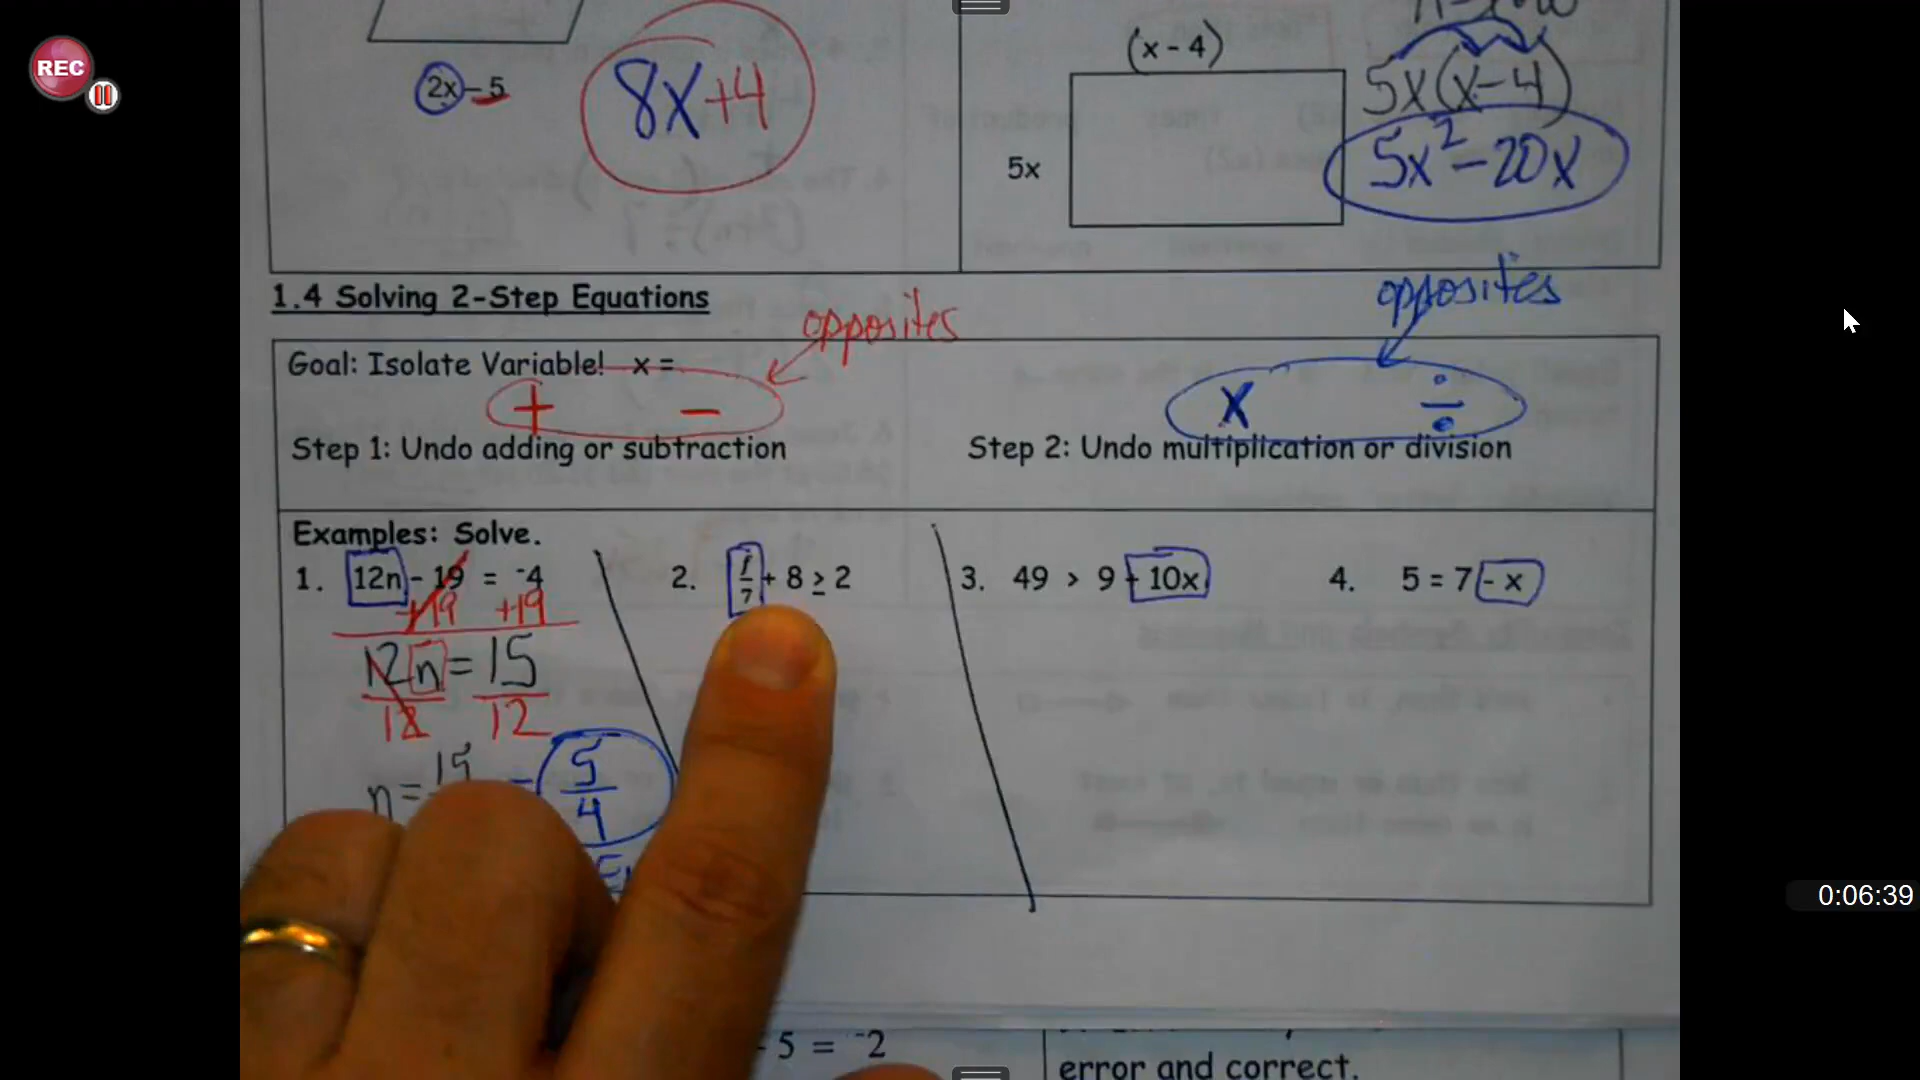 REC
2x - 5
8x+4
(x - 4)
5x
5x(x-4)
5x² - 20x
1.4 Solving 2-Step Equations
opposites
opposites
Goal: Isolate Variable! x =
+ -
x ÷
Step 1: Undo adding or subtraction
Step 2: Undo multiplication or division
Examples: Solve.
1. 12n - 19 = ⁻4
+19 +19
12n = 15
12 12
n = 15 = 5/4
2. f/7 + 8 ≥ 2
3. 49 > 9 + 10x
4. 5 = 7 - x
0:06:39
- 5 = ⁻2
error and correct.